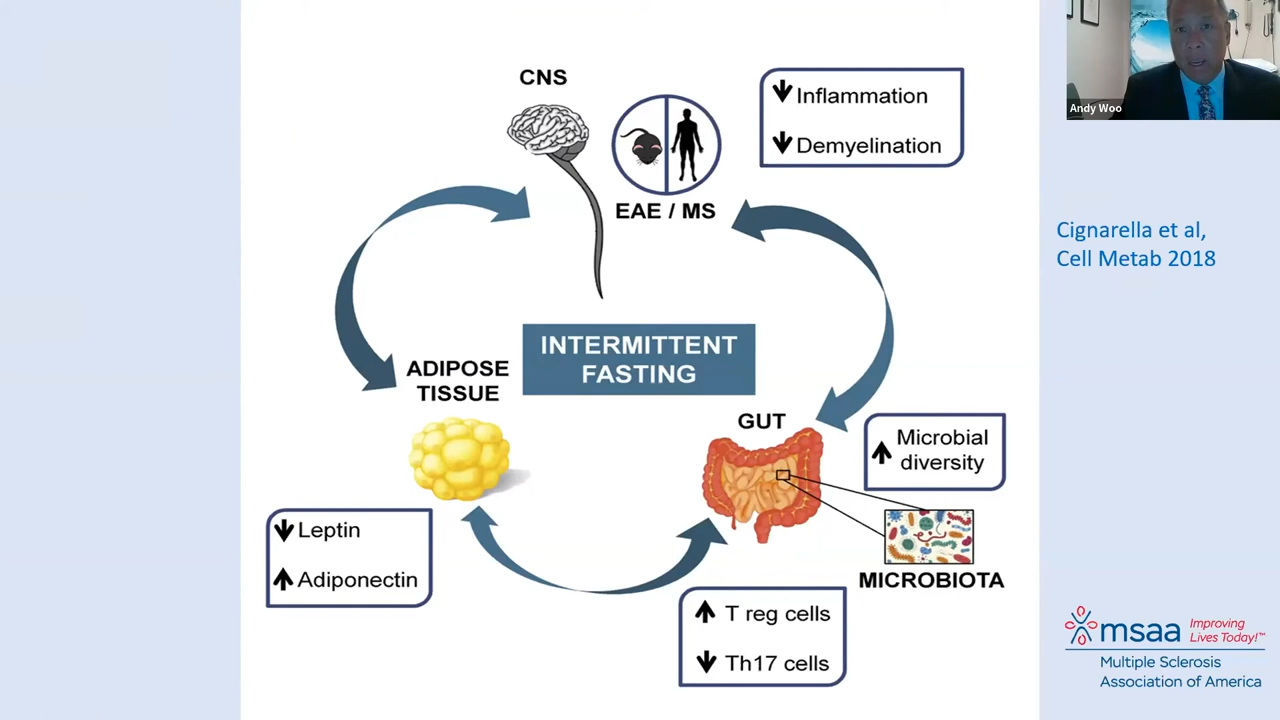 CNS
Inflammation
Demyelination
Andy Woo
EAE / MS
Cignarella et al,
Cell Metab 2018
INTERMITTENT
FASTING
ADIPOSE
TISSUE
GUT
Microbial
diversity
Leptin
Adiponectin
MICROBIOTA
T reg cells
Th17 cells
msaa Improving
Lives Today!™
Multiple Sclerosis
Association of America